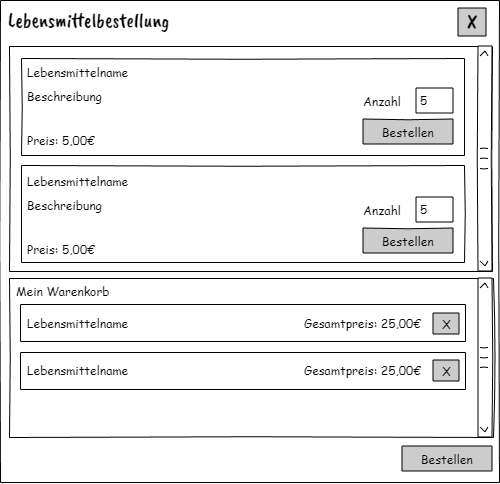 Lebensmittelbestellung X
Lebensmittelname
Beschreibung
Anzahl 5
Bestellen
Preis: 5,00€
Lebensmittelname
Beschreibung
Anzahl 5
Bestellen
Preis: 5,00€
Mein Warenkorb
Lebensmittelname Gesamtpreis: 25,00€ X
Lebensmittelname Gesamtpreis: 25,00€ X
Bestellen